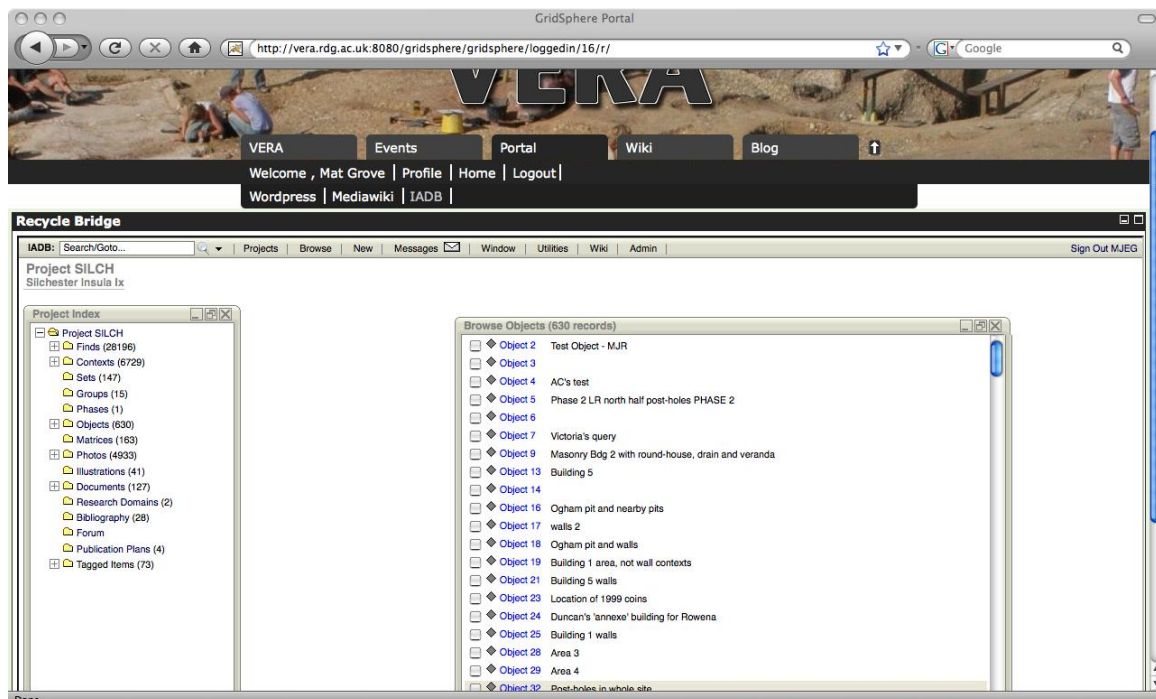 GridSphere Portal
http://vera.rdg.ac.uk:8080/gridsphere/gridsphere/loggedin/16/r/
G Google
VERA
VERA Events Portal Wiki Blog
Welcome , Mat Grove | Profile | Home | Logout|
Wordpress | Mediawiki | IADB |
Recycle Bridge
IADB: Search/Goto... | Projects | Browse | New | Messages | Window | Utilities | Wiki | Admin | Sign Out MJEG
Project SILCH
Silchester Insula Ix
Project Index
Project SILCH
Finds (28196)
Contexts (6729)
Sets (147)
Groups (15)
Phases (1)
Objects (630)
Matrices (163)
Photos (4933)
Illustrations (41)
Documents (127)
Research Domains (2)
Bibliography (28)
Forum
Publication Plans (4)
Tagged Items (73)
Browse Objects (630 records)
Object 2 Test Object - MJR
Object 3
Object 4 AC's test
Object 5 Phase 2 LR north half post-holes PHASE 2
Object 6
Object 7 Victoria's query
Object 9 Masonry Bdg 2 with round-house, drain and veranda
Object 13 Building 5
Object 14
Object 16 Ogham pit and nearby pits
Object 17 walls 2
Object 18 Ogham pit and walls
Object 19 Building 1 area, not wall contexts
Object 21 Building 5 walls
Object 23 Location of 1999 coins
Object 24 Duncan's 'annexe' building for Rowena
Object 25 Building 1 walls
Object 28 Area 3
Object 29 Area 4
Object 32 Post-holes in whole site